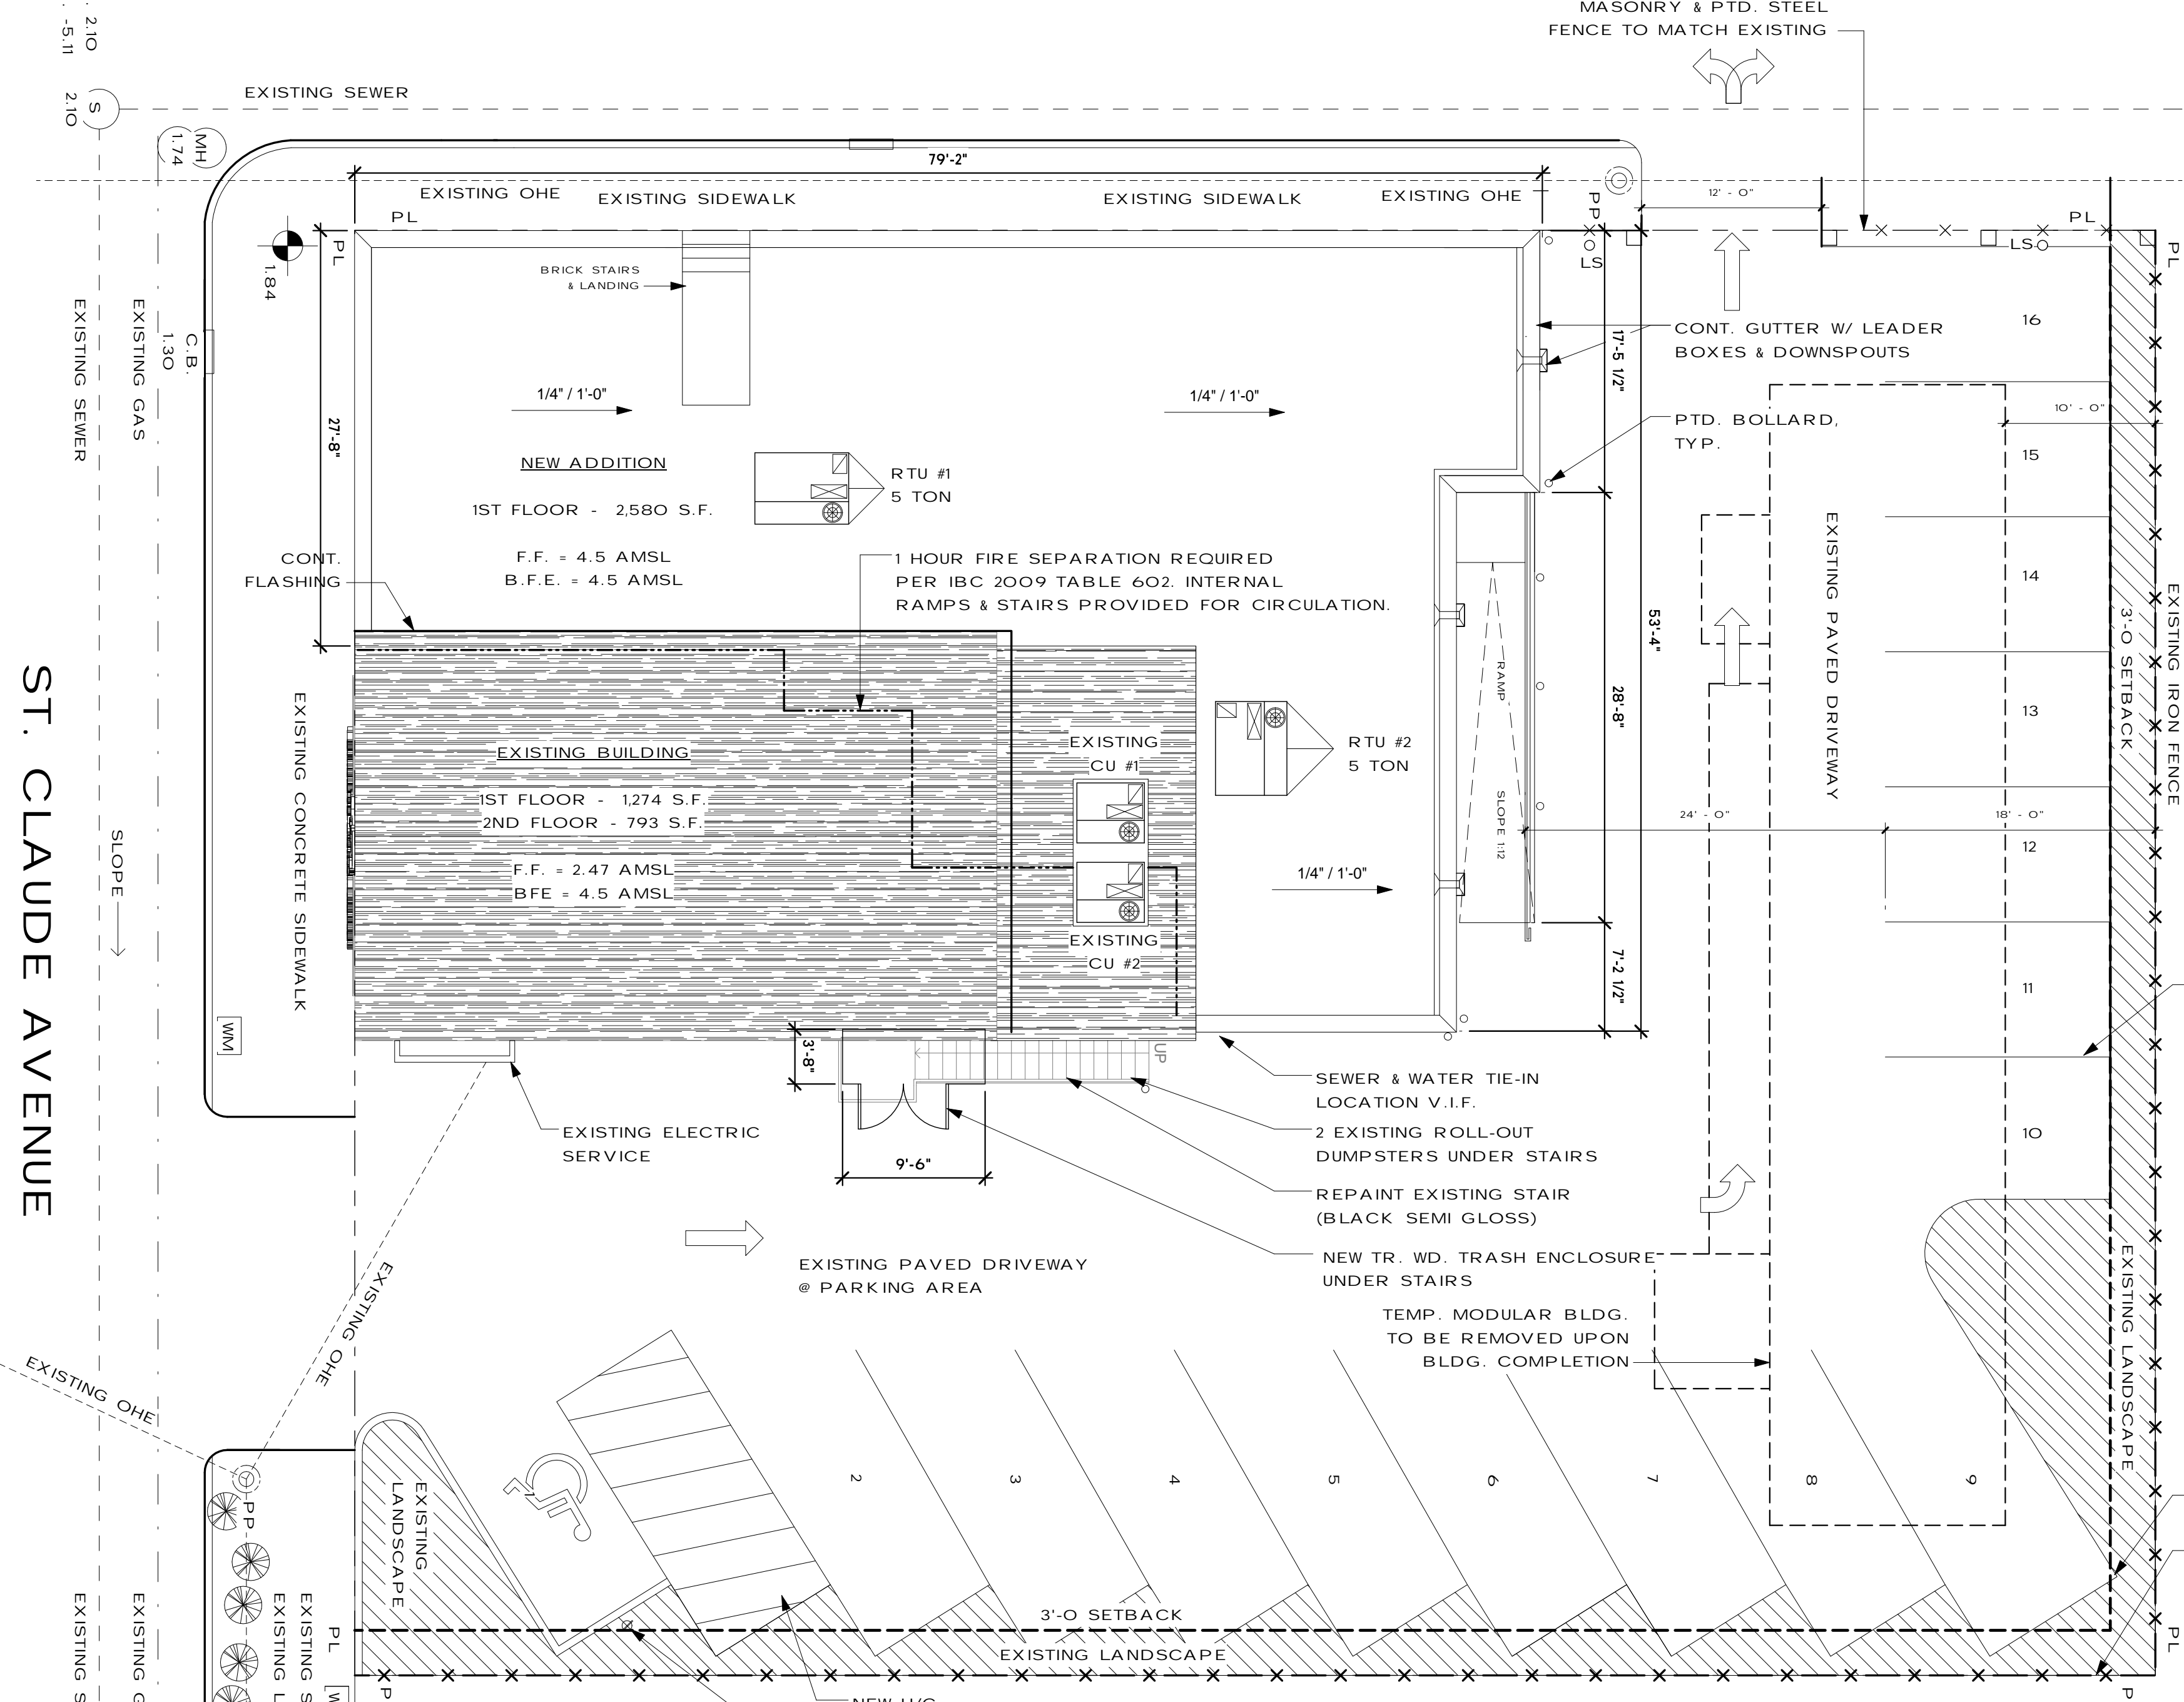 MASONRY & PTD. STEEL
FENCE TO MATCH EXISTING
2.10
-5.11
S
2.10
EXISTING SEWER
MH
1.74
79'-2"
EXISTING OHE
EXISTING SIDEWALK
EXISTING SIDEWALK
EXISTING OHE
PP
12' - 0"
PL
PL
PL
PL
LS
LS
1.84
BRICK STAIRS
& LANDING
C.B.
1.30
EXISTING SEWER
EXISTING GAS
27'-8"
17'-5 1/2"
CONT. GUTTER W/ LEADER
BOXES & DOWNSPOUTS
16
1/4" / 1'-0"
1/4" / 1'-0"
10' - 0"
PTD. BOLLARD,
TYP.
15
NEW ADDITION
1ST FLOOR - 2,580 S.F.
F.F. = 4.5 AMSL
B.F.E. = 4.5 AMSL
RTU #1
5 TON
CONT.
FLASHING
1 HOUR FIRE SEPARATION REQUIRED
PER IBC 2009 TABLE 602. INTERNAL
RAMPS & STAIRS PROVIDED FOR CIRCULATION.
EXISTING PAVED DRIVEWAY
14
3'-0 SETBACK
EXISTING IRON FENCE
53'-4"
28'-8"
RAMP
SLOPE 1:12
13
ST. CLAUDE AVENUE
SLOPE
EXISTING CONCRETE SIDEWALK
EXISTING BUILDING
1ST FLOOR - 1,274 S.F.
2ND FLOOR - 793 S.F.
F.F. = 2.47 AMSL
BFE = 4.5 AMSL
EXISTING
CU #1
EXISTING
CU #2
RTU #2
5 TON
1/4" / 1'-0"
24' - 0"
18' - 0"
12
11
7'-2 1/2"
WM
3'-8"
UP
9'-6"
EXISTING ELECTRIC
SERVICE
SEWER & WATER TIE-IN
LOCATION V.I.F.
2 EXISTING ROLL-OUT
DUMPSTERS UNDER STAIRS
REPAINT EXISTING STAIR
(BLACK SEMI GLOSS)
NEW TR. WD. TRASH ENCLOSURE
UNDER STAIRS
10
EXISTING PAVED DRIVEWAY
@ PARKING AREA
TEMP. MODULAR BLDG.
TO BE REMOVED UPON
BLDG. COMPLETION
EXISTING LANDSCAPE
EXISTING OHE
EXISTING OHE
PP
EXISTING
LANDSCAPE
1
2
3
4
5
6
7
8
9
3'-0 SETBACK
EXISTING LANDSCAPE
EXISTING S
EXISTING G
EXISTING L
EXISTING S
PL
W
P
NEW H/C
PL
P